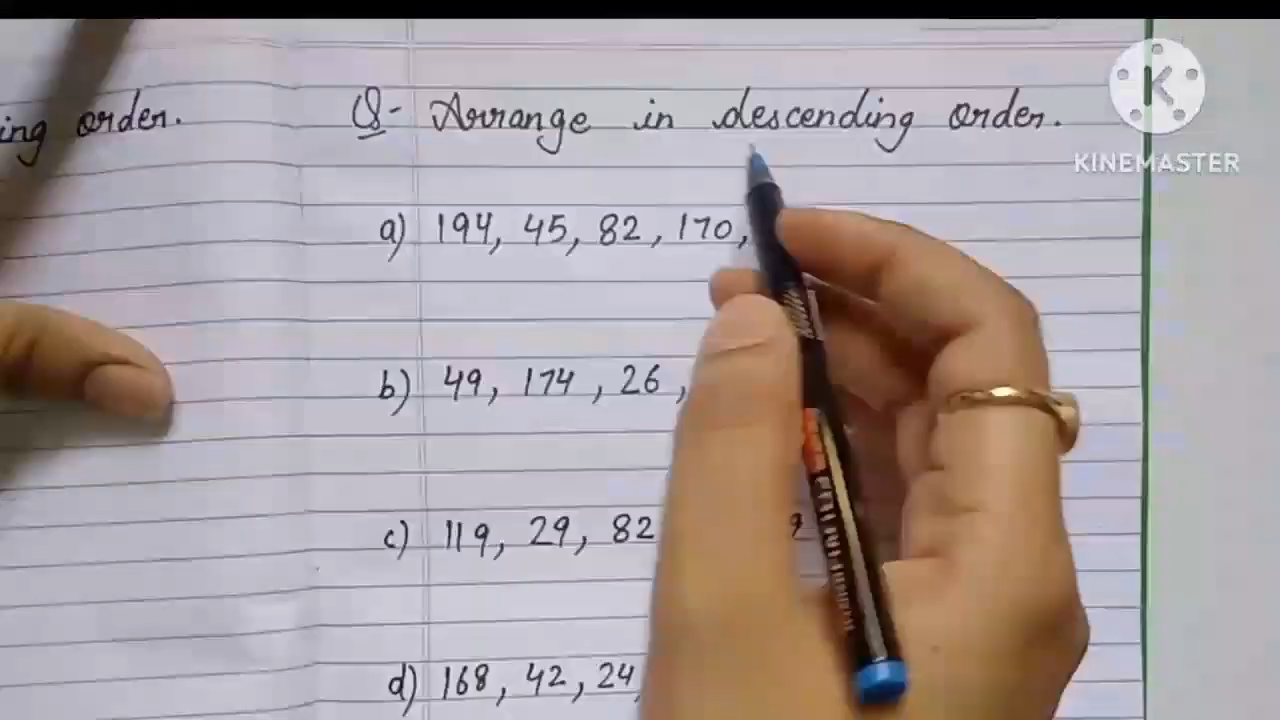 ing order.
Q- Arrange in descending order.
KINEMASTER
a) 194, 45, 82, 170,
b) 49, 174, 26,
c) 119, 29, 82 9
d) 168, 42, 24,